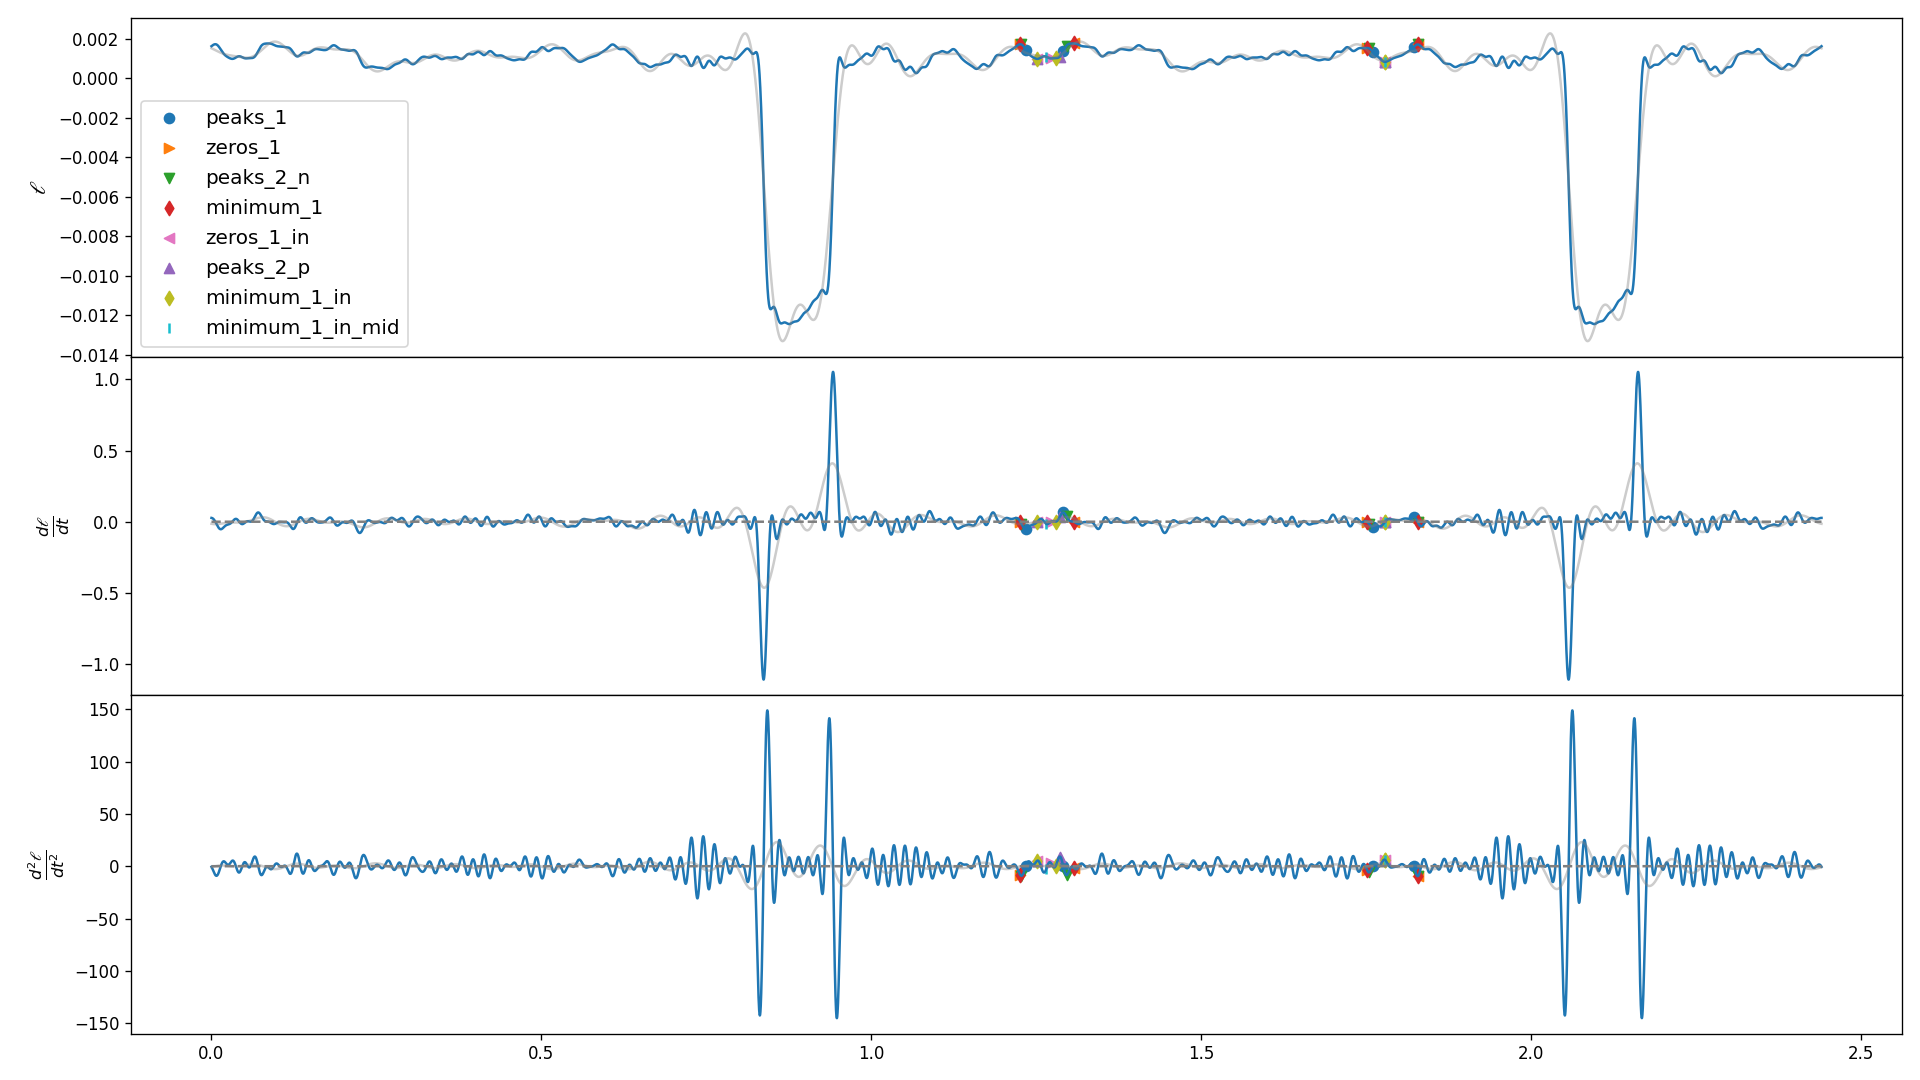 0.002
0.000
−0.002
−0.004
−0.006
−0.008
−0.010
−0.012
−0.014
ℓ
peaks_1
zeros_1
peaks_2_n
minimum_1
zeros_1_in
peaks_2_p
minimum_1_in
minimum_1_in_mid
1.0
0.5
0.0
−0.5
−1.0
dℓ
dt
150
100
50
0
−50
−100
−150
d²ℓ
dt²
0.0 0.5 1.0 1.5 2.0 2.5